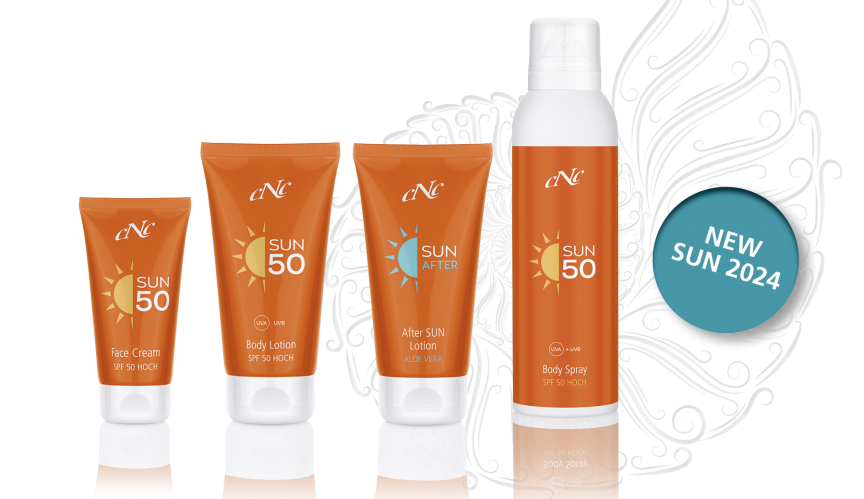 cNc
SUN
50
Face Cream
SPF 50 HOCH
cNc
SUN
50
UVA UVB
Body Lotion
SPF 50 HOCH
cNc
SUN
AFTER
After SUN
Lotion
ALOE VERA
cNc
SUN
50
UVA + UVB
Body Spray
SPF 50 HOCH
NEW
SUN 2024